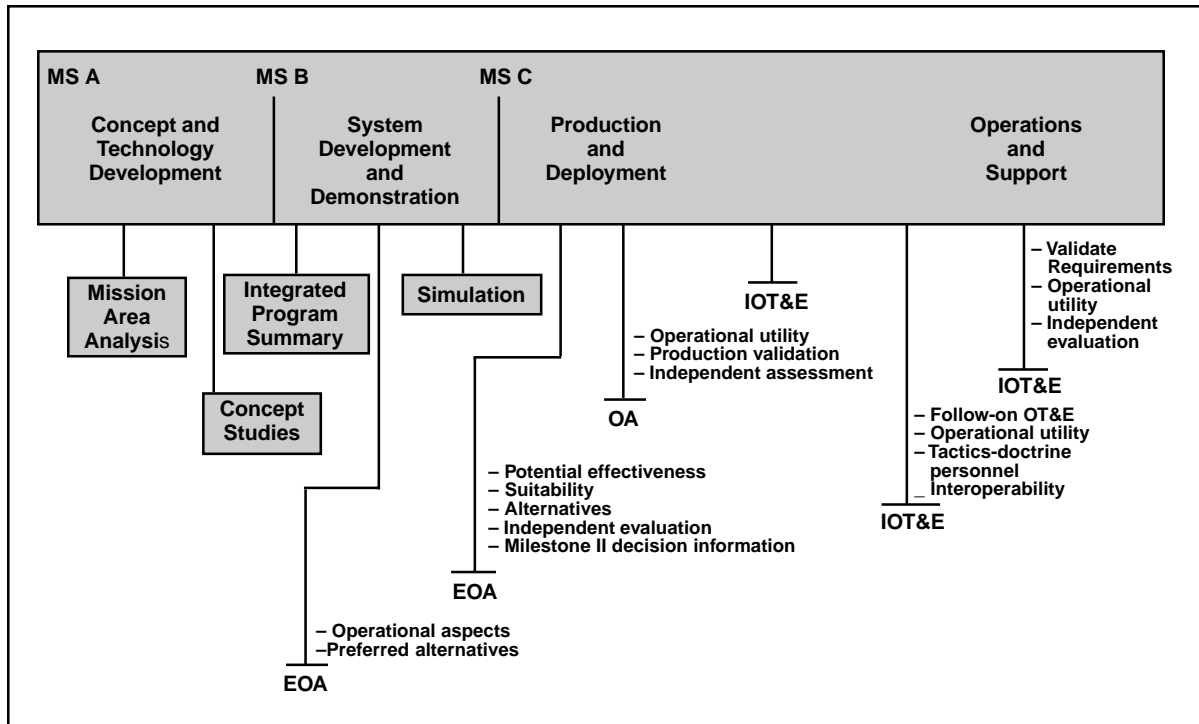 MS A
MS B
MS C
Concept and
Technology
Development
System
Development
and
Demonstration
Production
and
Deployment
Operations
and
Support
Mission
Area
Analysis
Concept
Studies
Integrated
Program
Summary
Simulation
IOT&E
– Validate
Requirements
– Operational
utility
– Independent
evaluation
IOT&E
– Operational utility
– Production validation
– Independent assessment
OA
– Follow-on OT&E
– Operational utility
– Tactics-doctrine
personnel
_ Interoperability
IOT&E
– Potential effectiveness
– Suitability
– Alternatives
– Independent evaluation
– Milestone II decision information
EOA
– Operational aspects
–Preferred alternatives
EOA